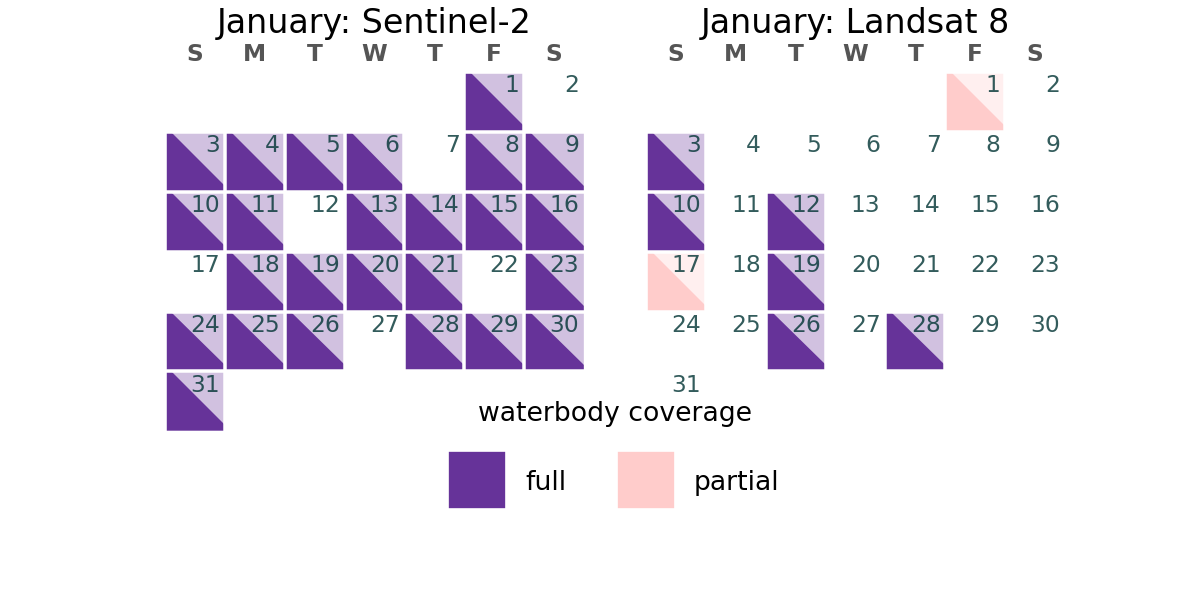 January: Sentinel-2
S M T W T F S
1 2
3 4 5 6 7 8 9
10 11 12 13 14 15 16
17 18 19 20 21 22 23
24 25 26 27 28 29 30
31
January: Landsat 8
S M T W T F S
1 2
3 4 5 6 7 8 9
10 11 12 13 14 15 16
17 18 19 20 21 22 23
24 25 26 27 28 29 30
31
waterbody coverage
full
partial